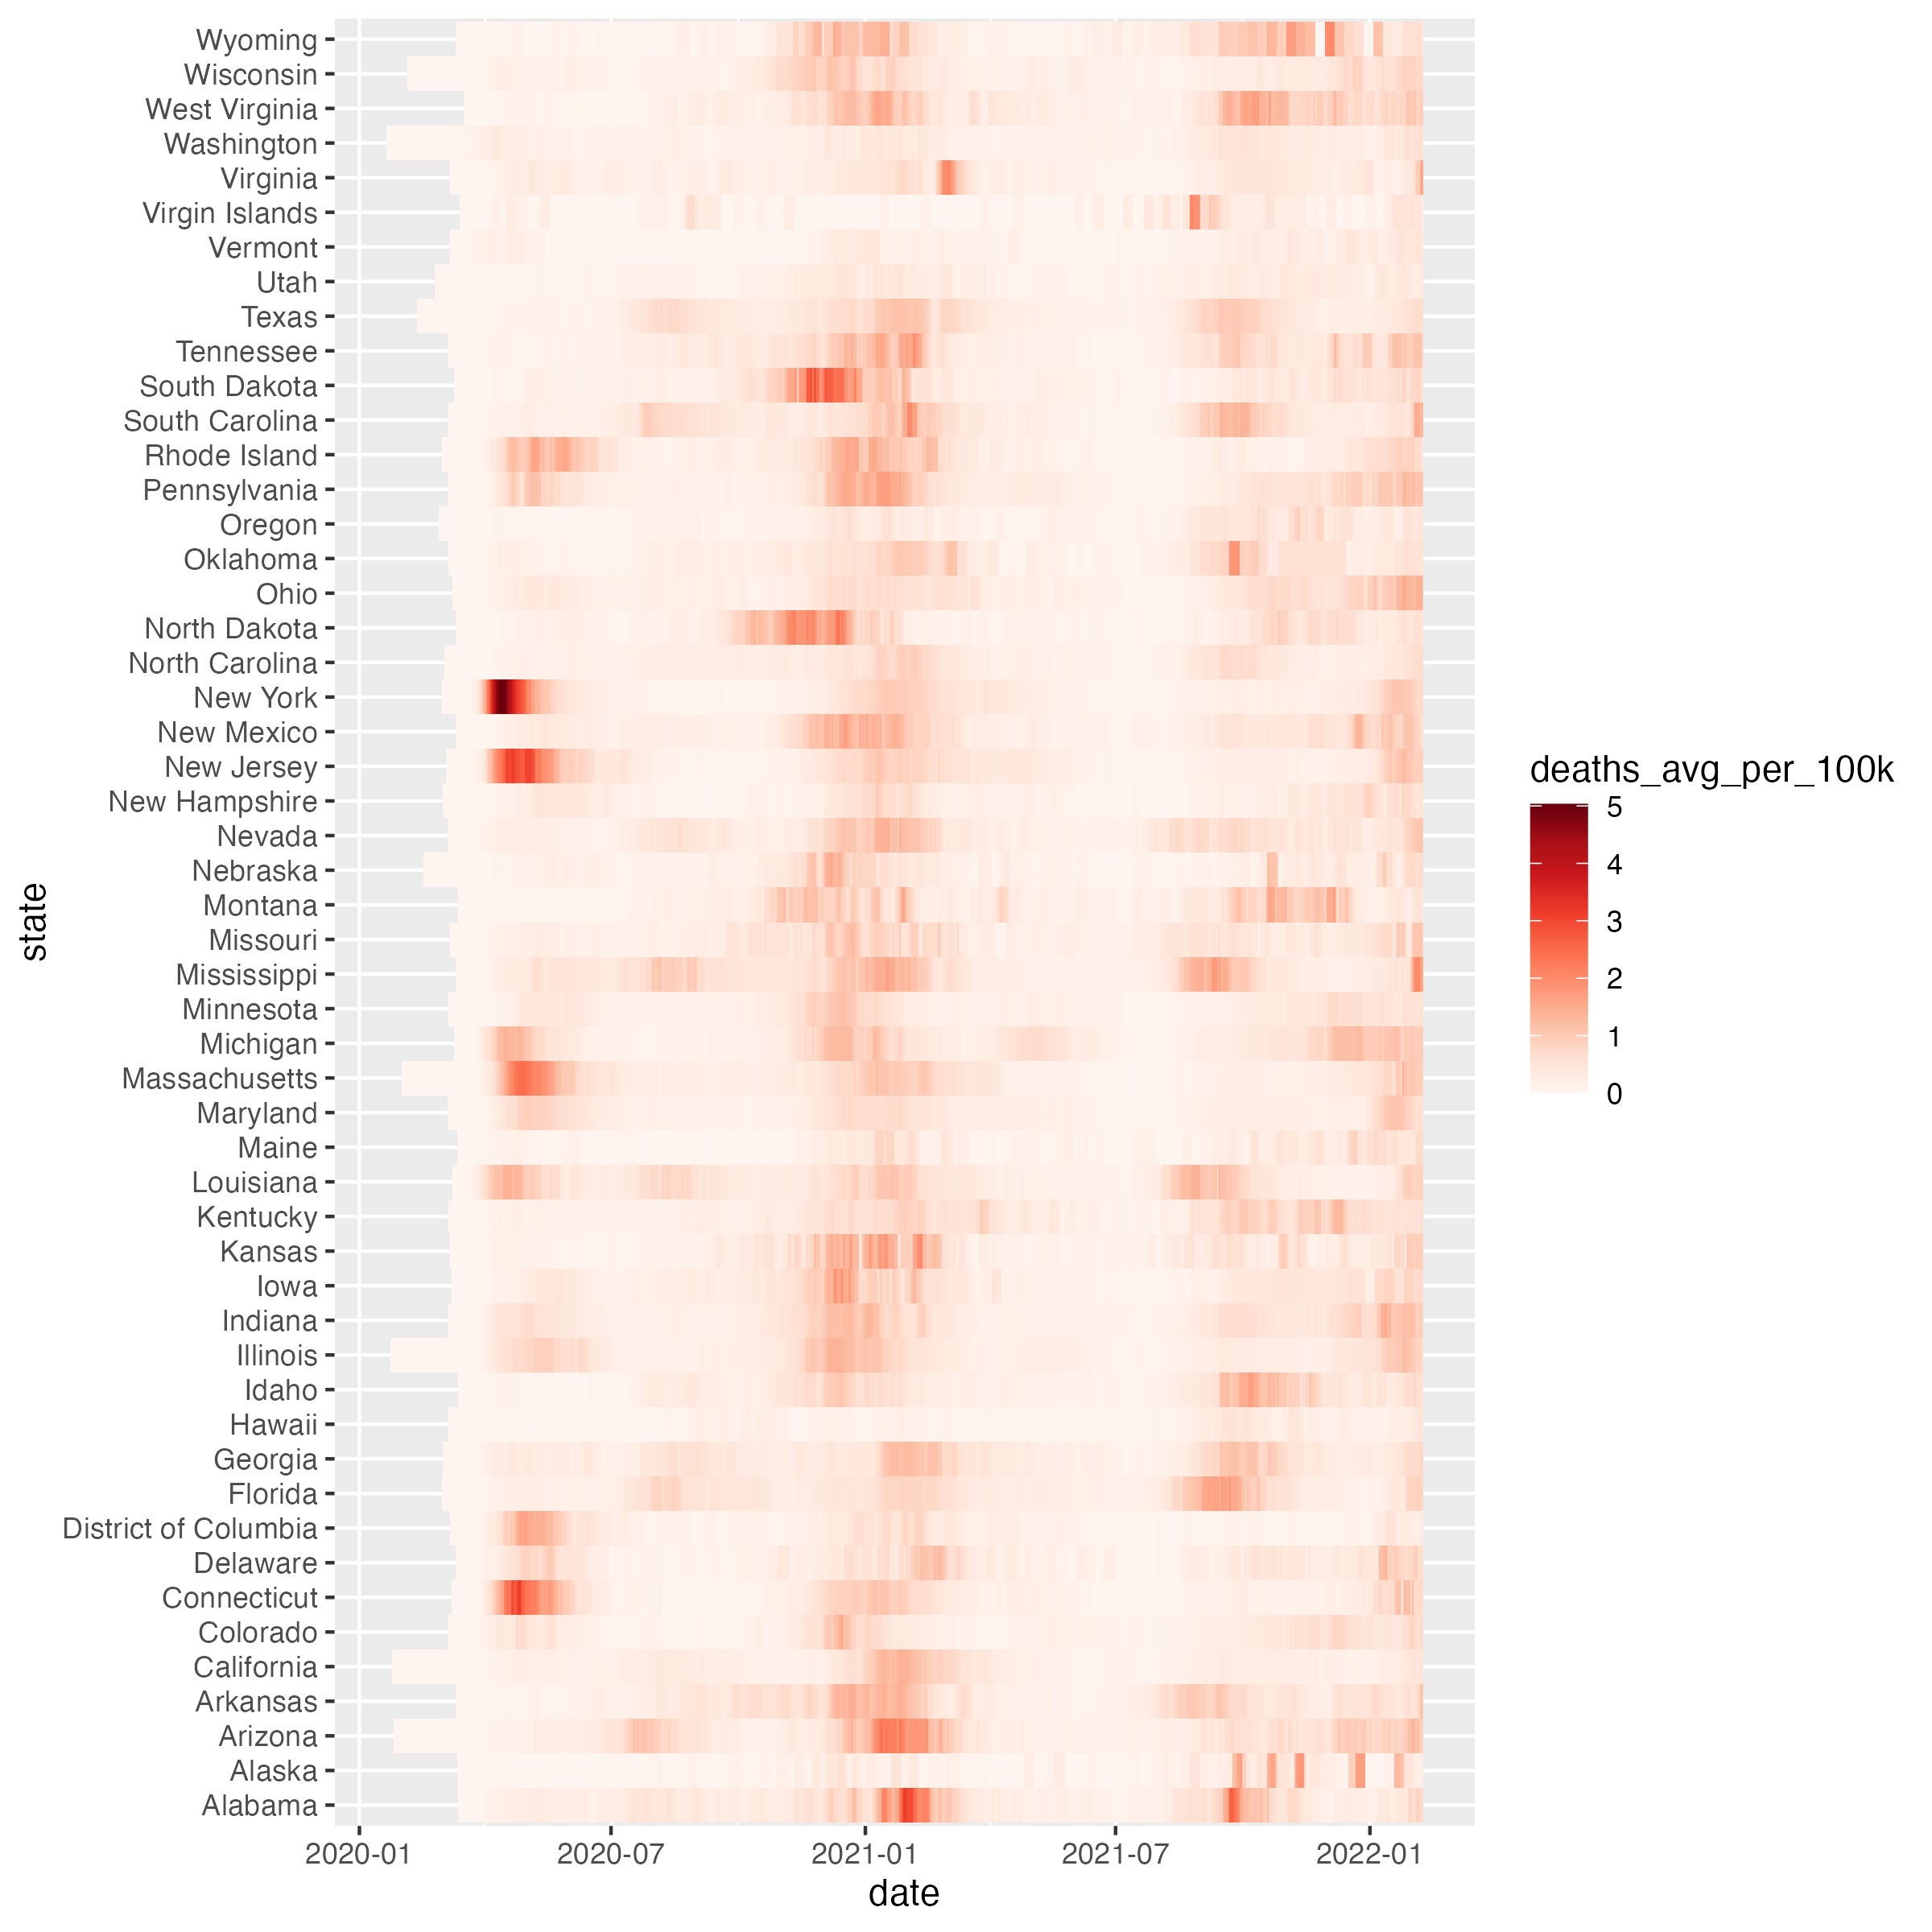 Wyoming
Wisconsin
West Virginia
Washington
Virginia
Virgin Islands
Vermont
Utah
Texas
Tennessee
South Dakota
South Carolina
Rhode Island
Pennsylvania
Oregon
Oklahoma
Ohio
North Dakota
North Carolina
New York
New Mexico
New Jersey
New Hampshire
Nevada
Nebraska
Montana
Missouri
Mississippi
Minnesota
Michigan
Massachusetts
Maryland
Maine
Louisiana
Kentucky
Kansas
Iowa
Indiana
Illinois
Idaho
Hawaii
Georgia
Florida
District of Columbia
Delaware
Connecticut
Colorado
California
Arkansas
Arizona
Alaska
Alabama
state
2020-01 2020-07 2021-01 2021-07 2022-01
date
deaths_avg_per_100k
5
4
3
2
1
0